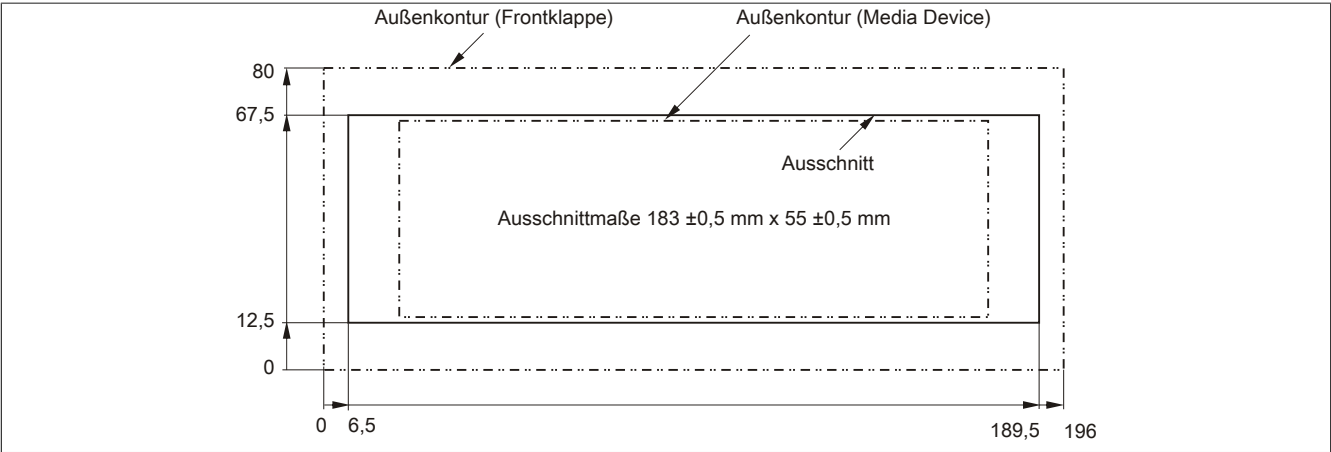 Außenkontur (Frontklappe)
Außenkontur (Media Device)
80
67,5
Ausschnitt
Ausschnittmaße 183 ±0,5 mm x 55 ±0,5 mm
12,5
0
0
6,5
189,5
196